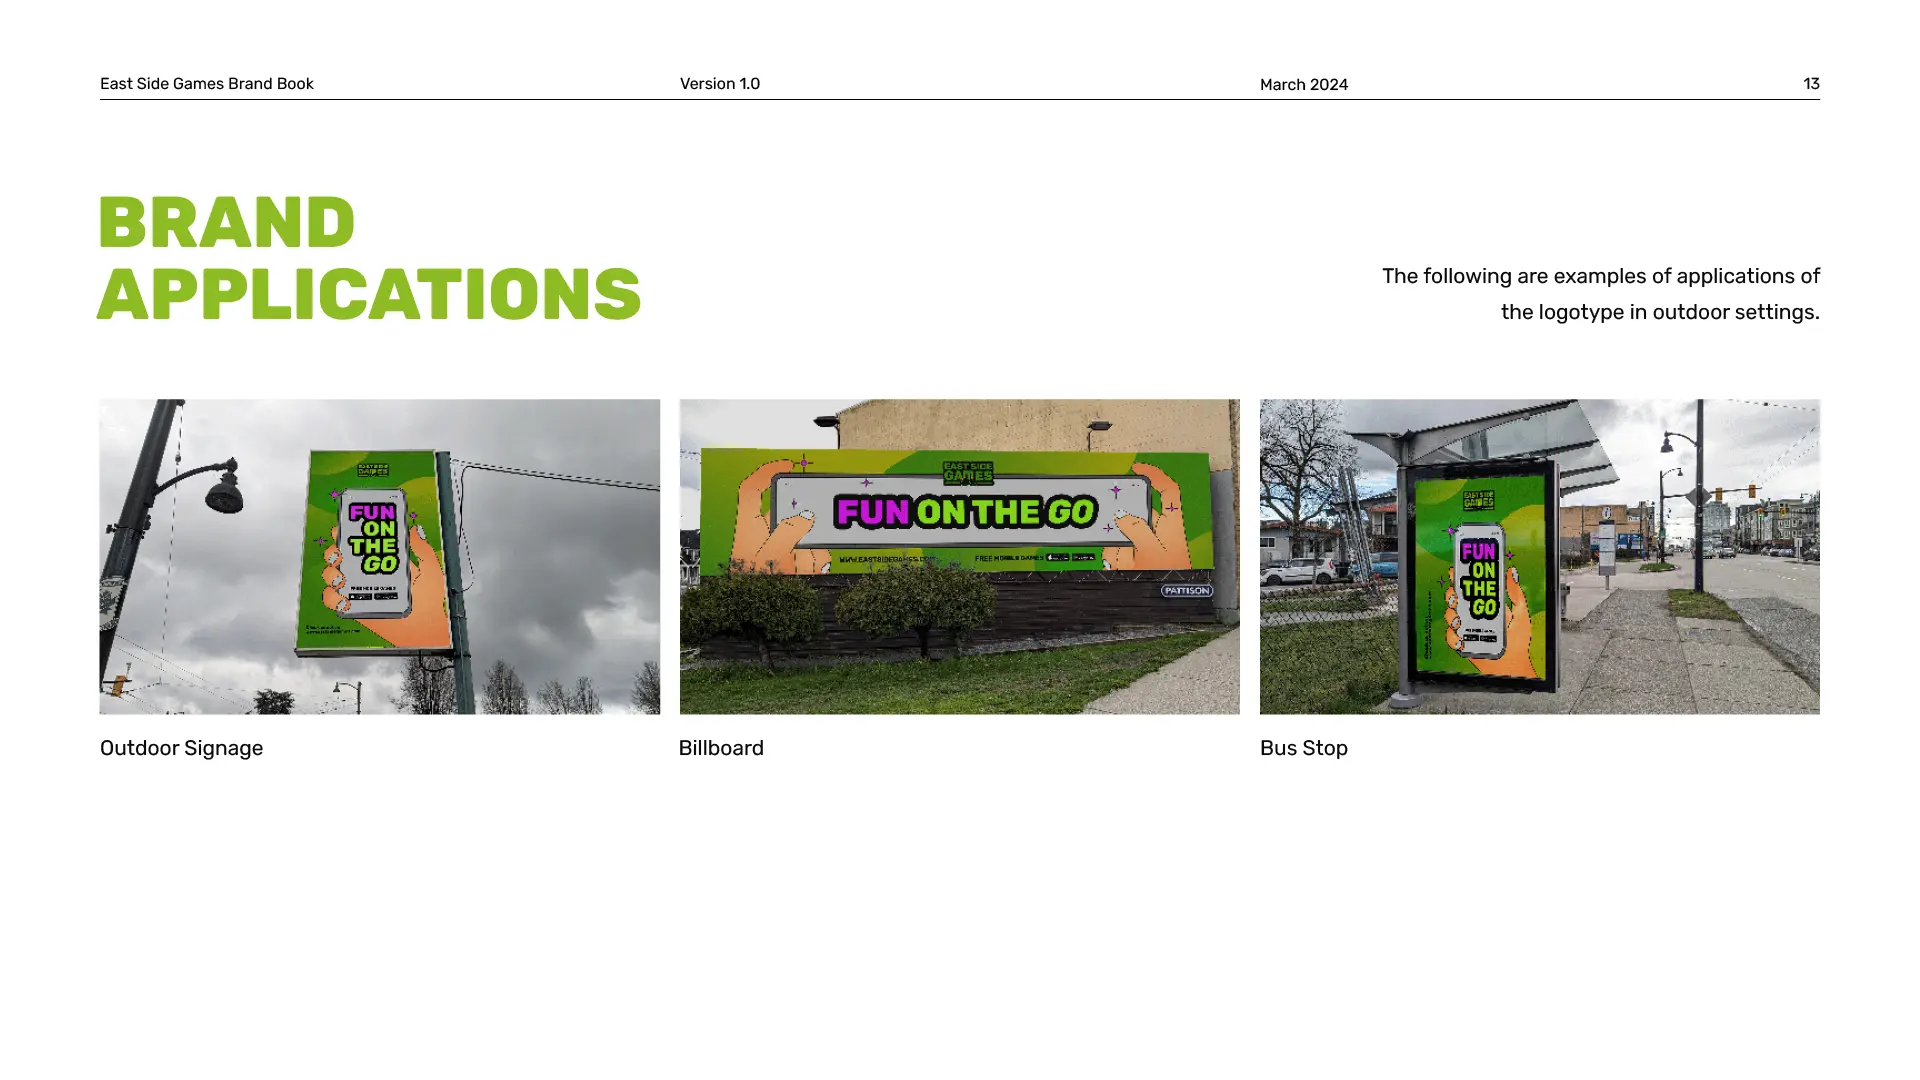 East Side Games Brand Book
Version 1.0
March 2024
13
BRAND
APPLICATIONS
The following are examples of applications of
the logotype in outdoor settings.
EAST SIDE
GAMES
FUN
ON
THE
GO
FREE MOBILE GAMES
EAST SIDE
GAMES
FUN ON THE GO
WWW.EASTSIDEGAMES.COM
FREE MOBILE GAMES
PATTISON
EAST SIDE
GAMES
FUN
ON
THE
GO
Outdoor Signage
Billboard
Bus Stop